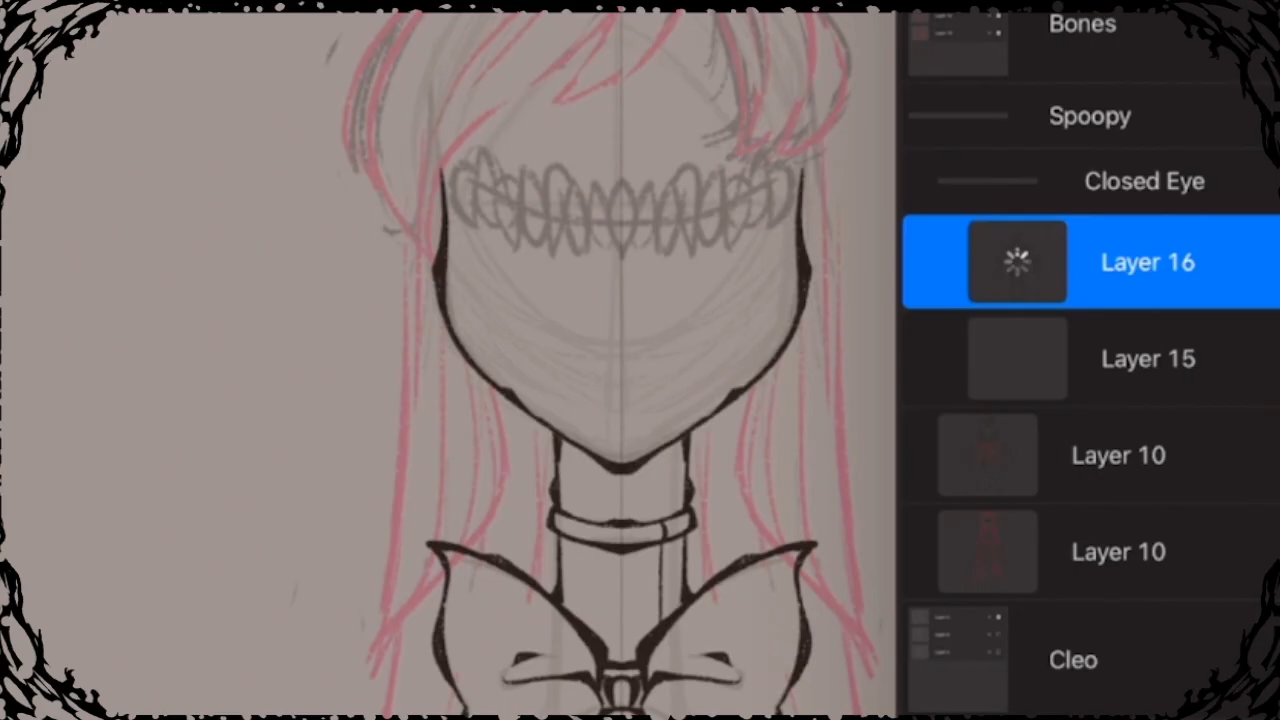 Bones
Spoopy
Closed Eye
Layer 16
Layer 15
Layer 10
Layer 10
Cleo